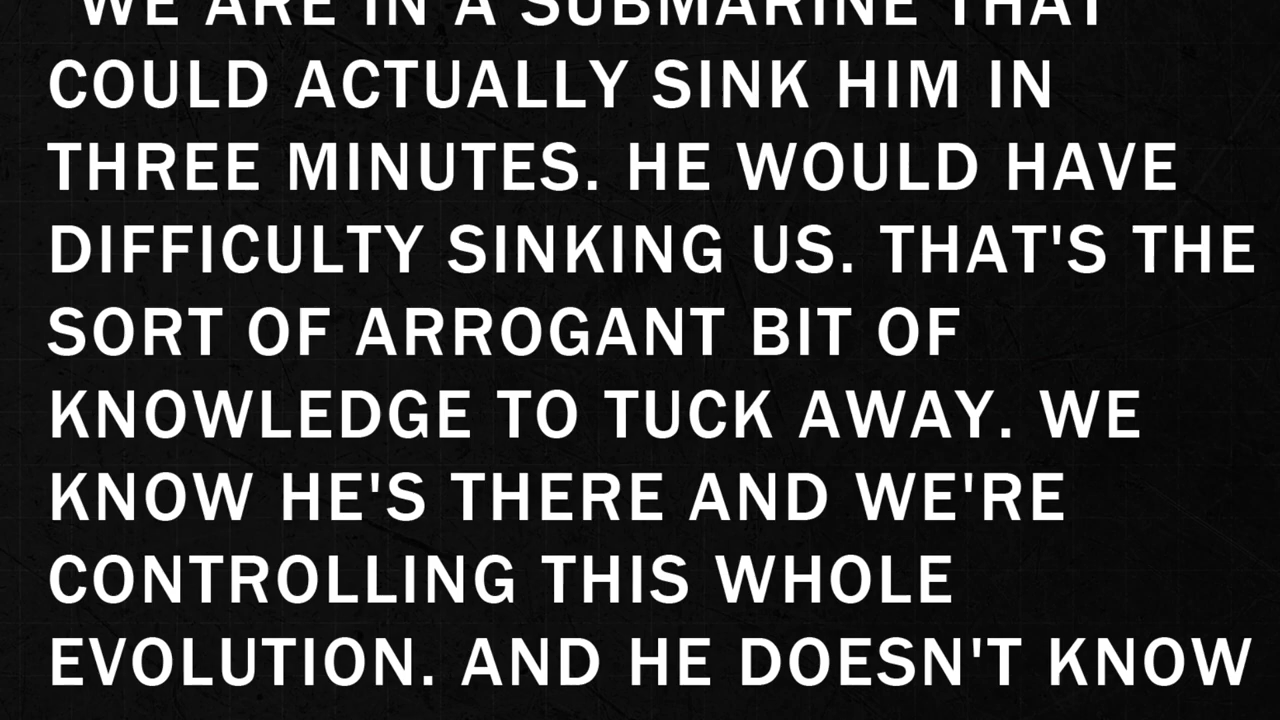 WE ARE IN A SUBMARINE THAT
COULD ACTUALLY SINK HIM IN
THREE MINUTES. HE WOULD HAVE
DIFFICULTY SINKING US. THAT'S THE
SORT OF ARROGANT BIT OF
KNOWLEDGE TO TUCK AWAY. WE
KNOW HE'S THERE AND WE'RE
CONTROLLING THIS WHOLE
EVOLUTION. AND HE DOESN'T KNOW